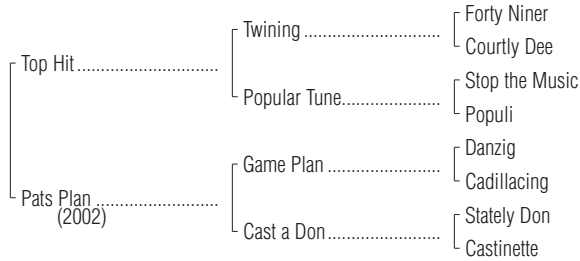 Forty Niner
Twining
Courtly Dee
Top Hit
Stop the Music
Popular Tune
Populi
Danzig
Game Plan
Cadillacing
Pats Plan
(2002)
Stately Don
Cast a Don
Castinette